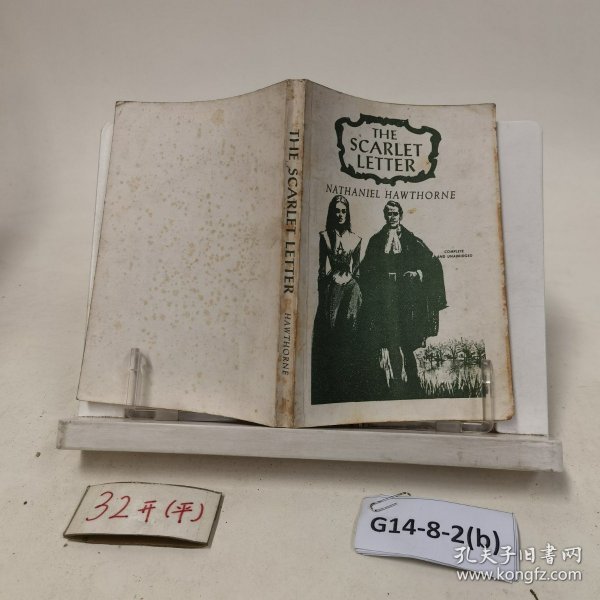 THE SCARLET LETTER
HAWTHORNE
THE
SCARLET
LETTER
NATHANIEL HAWTHORNE
COMPLETE
AND UNABRIDGED
32开(平)
G14-8-2(b)
孔夫子旧书网
www.kongfz.com